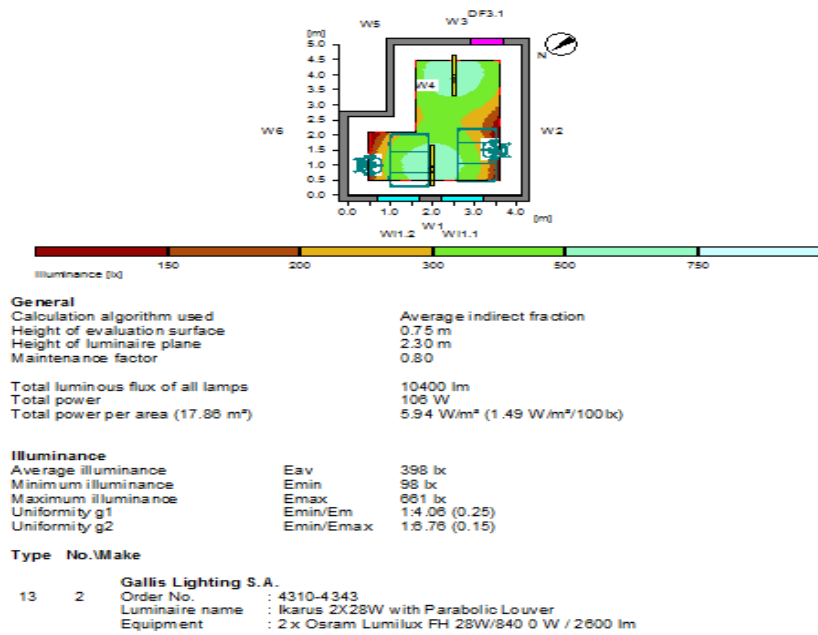 W5 W3 DF3.1
[m]
5.0
4.5
4.0
3.5
3.0
2.5
2.0
1.5
1.0
0.5
0.0
N
W4
W6
W2
0.0 1.0 2.0 3.0 4.0 [m]
W1
WI1.2 WI1.1
150 200 300 500 750
Illuminance [lx]
General
Calculation algorithm used Average indirect fraction
Height of evaluation surface 0.75 m
Height of luminaire plane 2.30 m
Maintenance factor 0.80
Total luminous flux of all lamps 10400 lm
Total power 106 W
Total power per area (17.86 m²) 5.94 W/m² (1.49 W/m²/100lx)
Illuminance
Average illuminance Eav 398 lx
Minimum illuminance Emin 98 lx
Maximum illuminance Emax 661 lx
Uniformity g1 Emin/Em 1:4.06 (0.25)
Uniformity g2 Emin/Emax 1:6.76 (0.15)
Type No.\Make
Gallis Lighting S.A.
13 2 Order No. : 4310-4343
Luminaire name : Ikarus 2X28W with Parabolic Louver
Equipment : 2 x Osram Lumilux FH 28W/840 0 W / 2600 lm